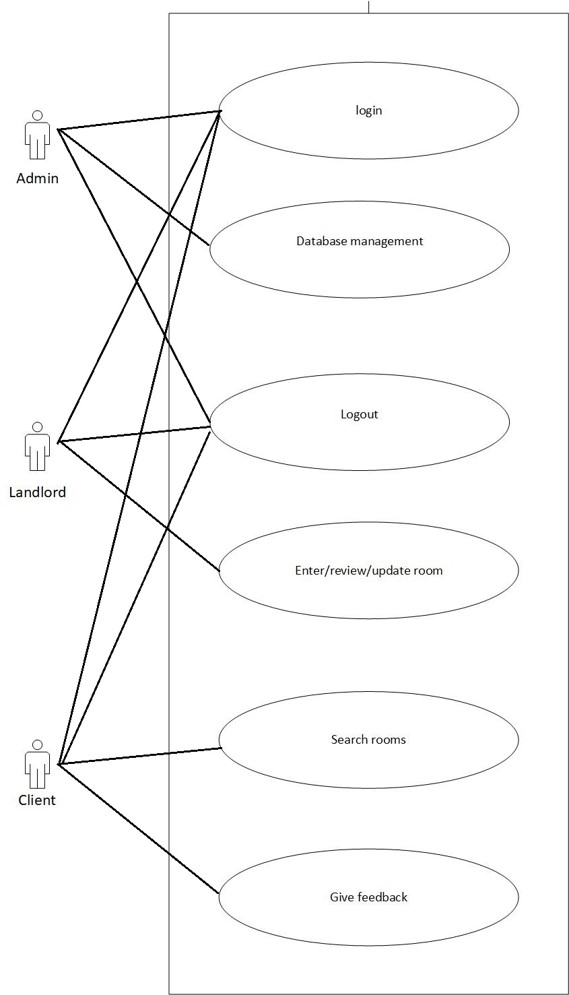 login
Admin
Database management
Logout
Landlord
Enter/review/update room
Search rooms
Client
Give feedback